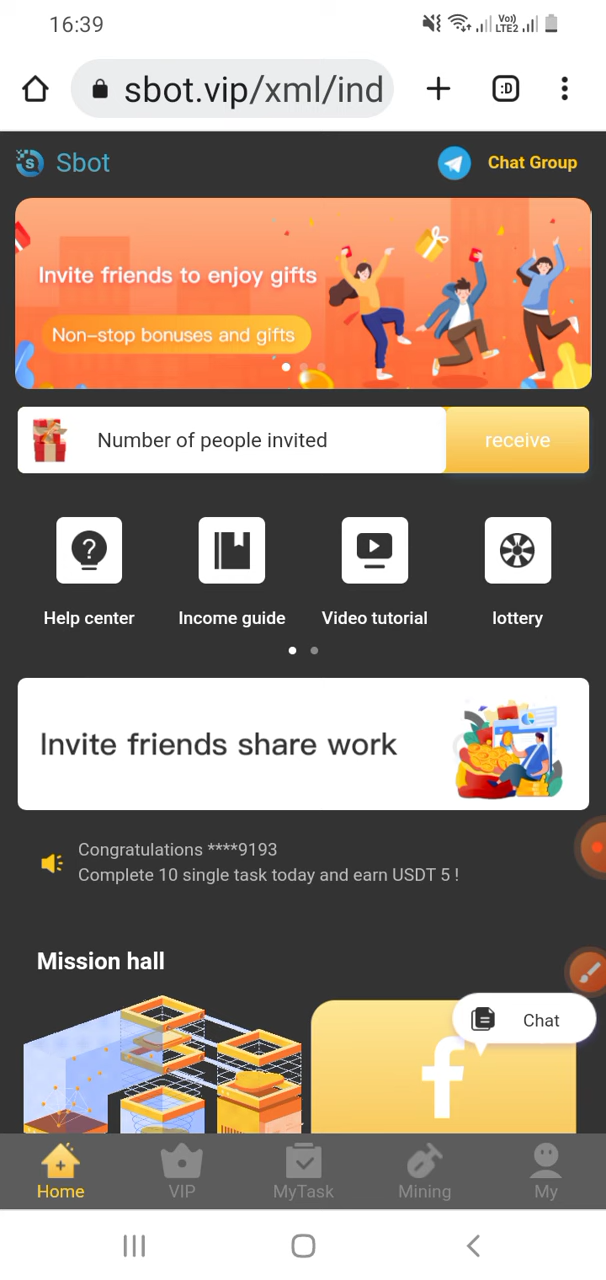 16:39
Vo))
LTE2
sbot.vip/xml/ind
:D
Sbot
Chat Group
Invite friends to enjoy gifts
Non-stop bonuses and gifts
Number of people invited
receive
Help center
Income guide
Video tutorial
lottery
Invite friends share work
Congratulations ****9193
Complete 10 single task today and earn USDT 5 !
Mission hall
Chat
Home
VIP
MyTask
Mining
My